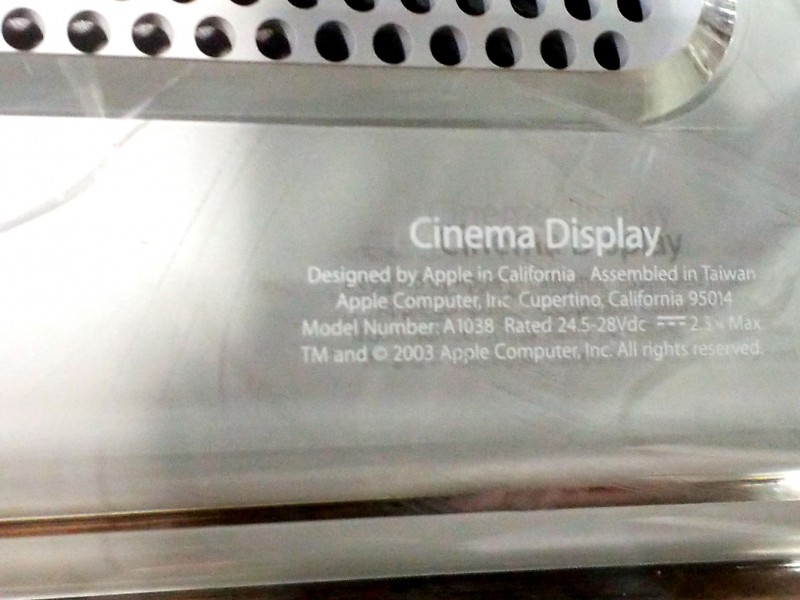 Cinema Display
Designed by Apple in California Assembled in Taiwan
Apple Computer, Inc Cupertino, California 95014
Model Number: A1038 Rated 24.5-28Vdc Max
TM and © 2003 Apple Computer, Inc. All rights reserved.